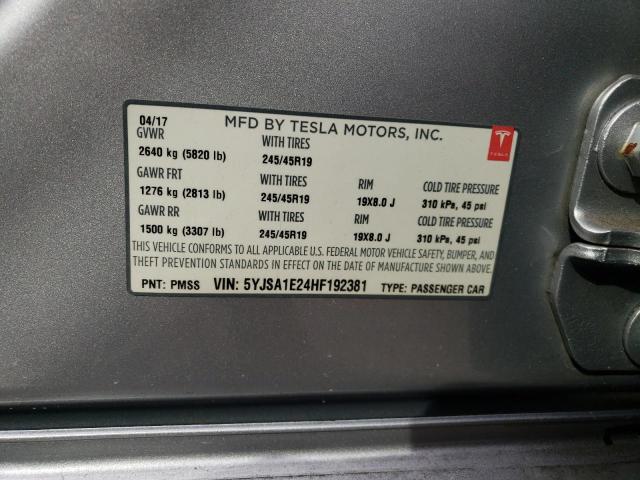 04/17 MFD BY TESLA MOTORS, INC.
GVWR WITH TIRES
2640 kg (5820 lb) 245/45R19
GAWR FRT WITH TIRES RIM COLD TIRE PRESSURE
1276 kg (2813 lb) 245/45R19 19X8.0 J 310 kPa, 45 psi
GAWR RR WITH TIRES RIM COLD TIRE PRESSURE
1500 kg (3307 lb) 245/45R19 19X8.0 J 310 kPa, 45 psi
THIS VEHICLE CONFORMS TO ALL APPLICABLE U.S. FEDERAL MOTOR VEHICLE SAFETY, BUMPER, AND
THEFT PREVENTION STANDARDS IN EFFECT ON THE DATE OF MANUFACTURE SHOWN ABOVE.
PNT: PMSS VIN: 5YJSA1E24HF192381 TYPE: PASSENGER CAR
TESLA